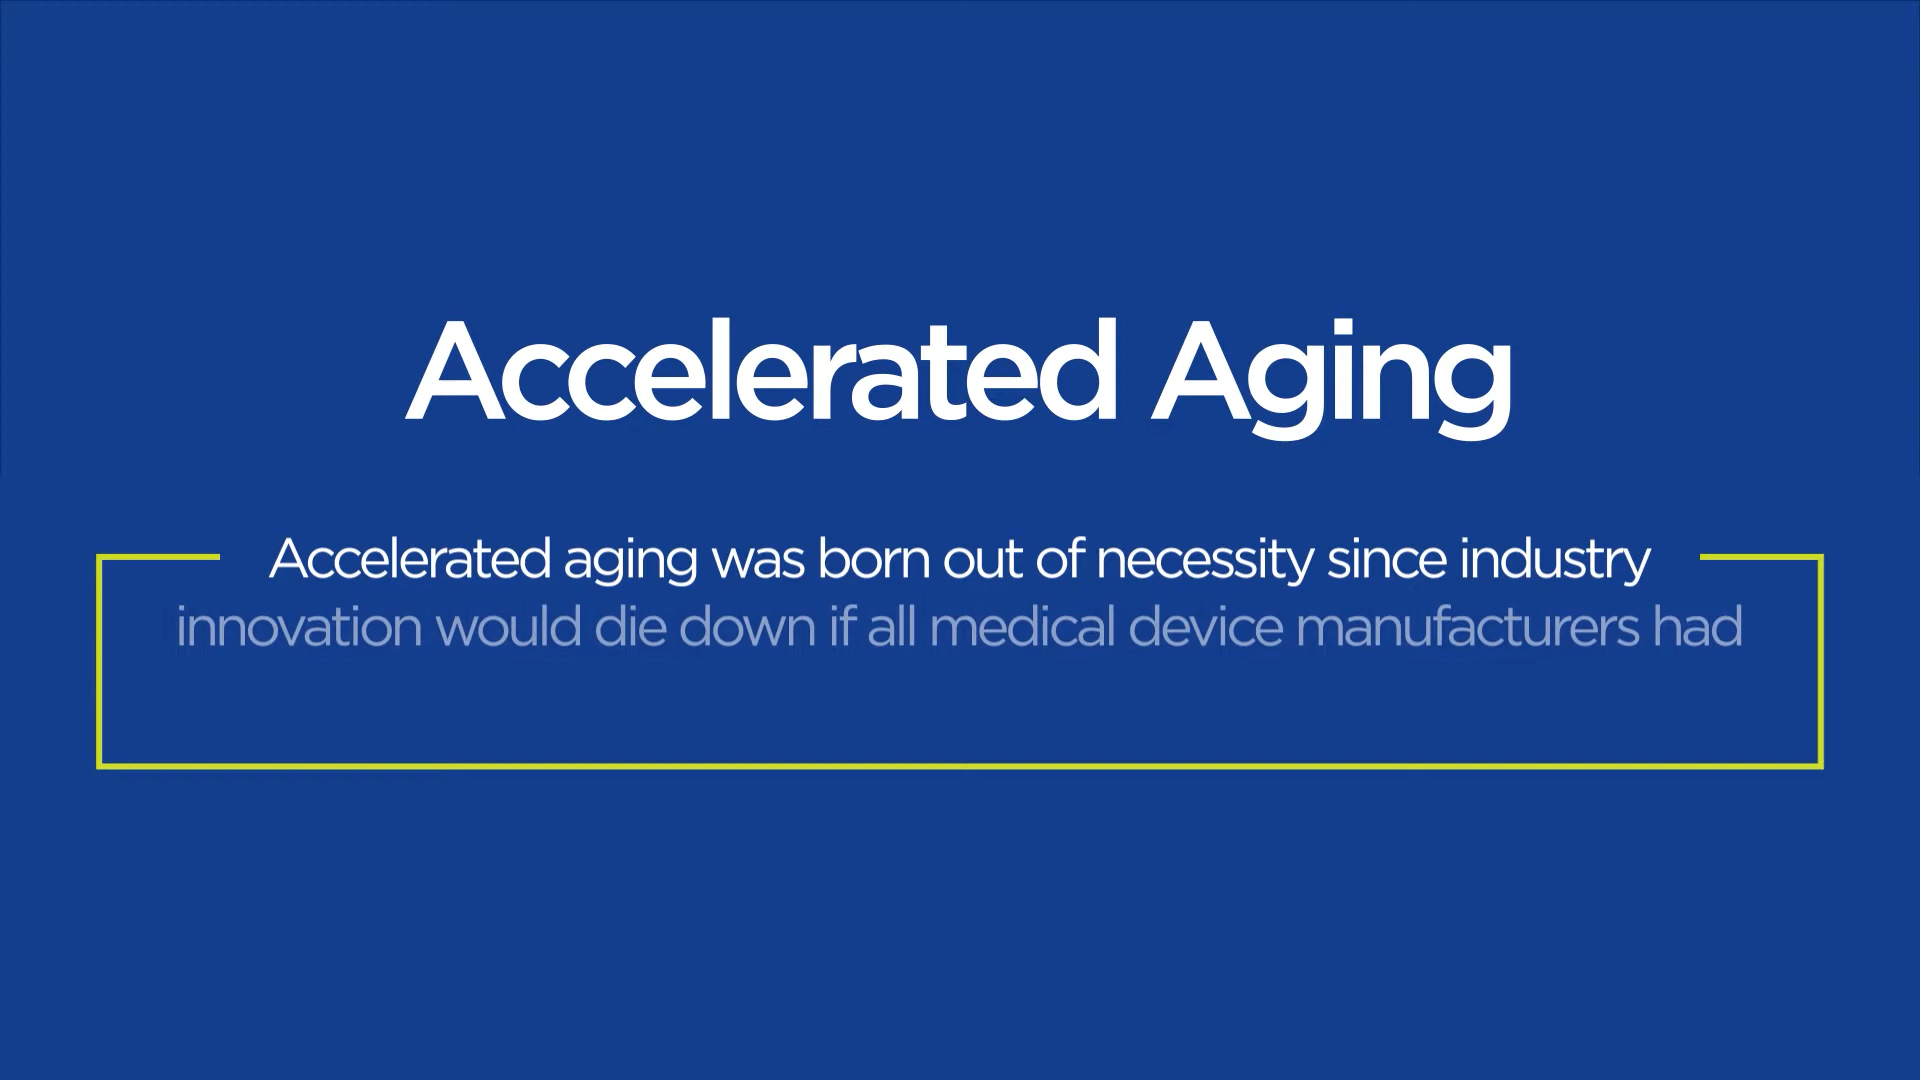 Accelerated Aging
Accelerated aging was born out of necessity since industry
innovation would die down if all medical device manufacturers had